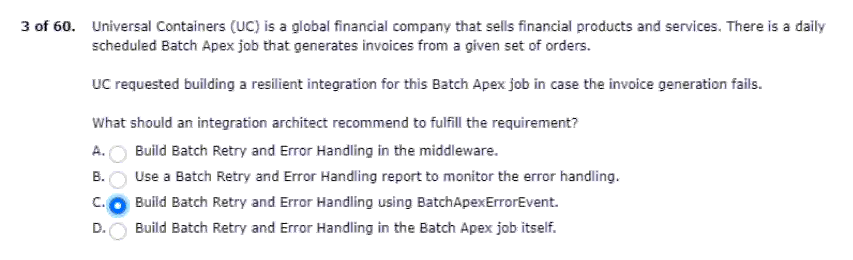 3 of 60. Universal Containers (UC) is a global financial company that sells financial products and services. There is a daily
scheduled Batch Apex job that generates invoices from a given set of orders.
UC requested building a resilient integration for this Batch Apex job in case the invoice generation fails.
What should an integration architect recommend to fulfill the requirement?
A. Build Batch Retry and Error Handling in the middleware.
B. Use a Batch Retry and Error Handling report to monitor the error handling.
C. Build Batch Retry and Error Handling using BatchApexErrorEvent.
D. Build Batch Retry and Error Handling in the Batch Apex job itself.